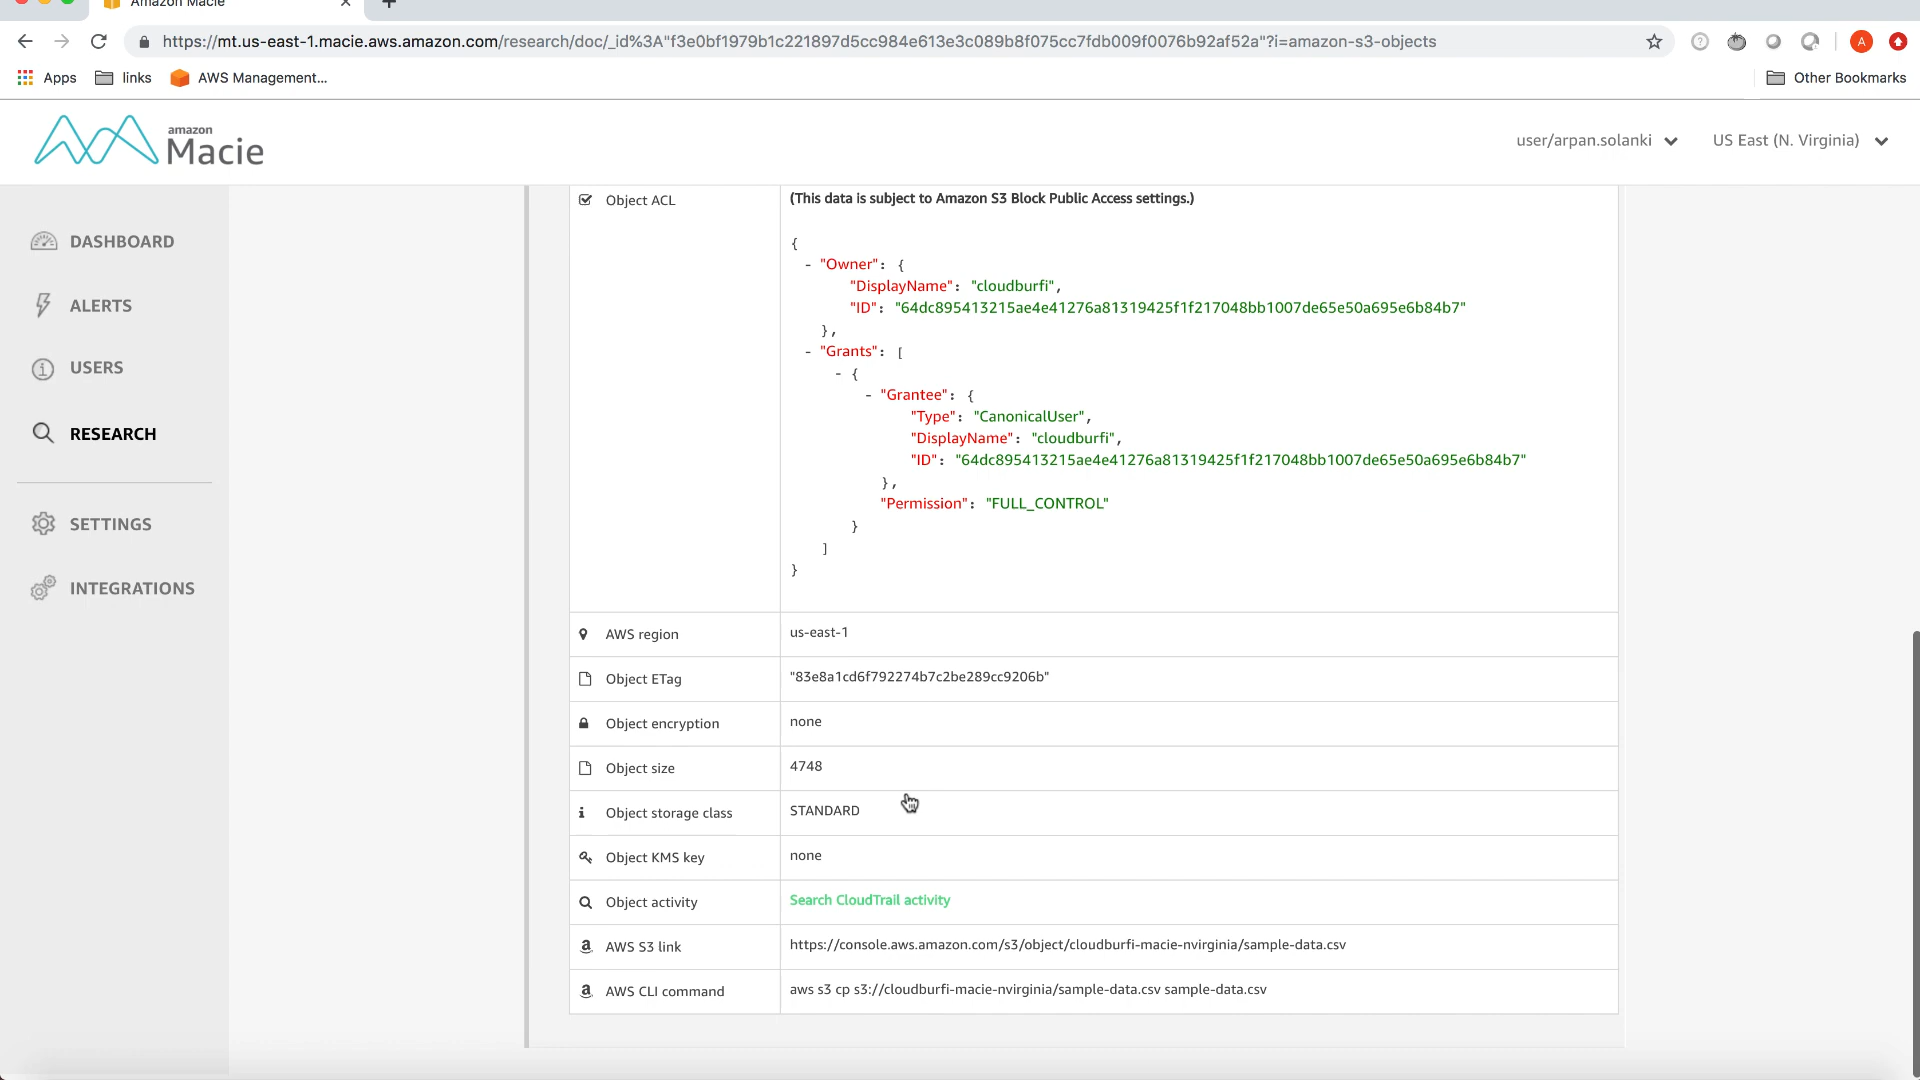 Amazon Macie
https://mt.us-east-1.macie.aws.amazon.com/research/doc/_id%3A"f3e0bf1979b1c221897d5cc984e613e3c089b8f075cc7fdb009f0076b92af52a"?i=amazon-s3-objects
A
Apps
links
AWS Management...
Other Bookmarks
amazon
Macie
user/arpan.solanki
US East (N. Virginia)
DASHBOARD
ALERTS
USERS
RESEARCH
SETTINGS
INTEGRATIONS
Object ACL
(This data is subject to Amazon S3 Block Public Access settings.)
{
- "Owner": {
"DisplayName": "cloudburfi",
"ID": "64dc895413215ae4e41276a81319425f1f217048bb1007de65e50a695e6b84b7"
},
- "Grants": [
- {
- "Grantee": {
"Type": "CanonicalUser",
"DisplayName": "cloudburfi",
"ID": "64dc895413215ae4e41276a81319425f1f217048bb1007de65e50a695e6b84b7"
},
"Permission": "FULL_CONTROL"
}
]
}
AWS region us-east-1
Object ETag "83e8a1cd6f792274b7c2be289cc9206b"
Object encryption none
Object size 4748
Object storage class STANDARD
Object KMS key none
Object activity Search CloudTrail activity
AWS S3 link https://console.aws.amazon.com/s3/object/cloudburfi-macie-nvirginia/sample-data.csv
AWS CLI command aws s3 cp s3://cloudburfi-macie-nvirginia/sample-data.csv sample-data.csv